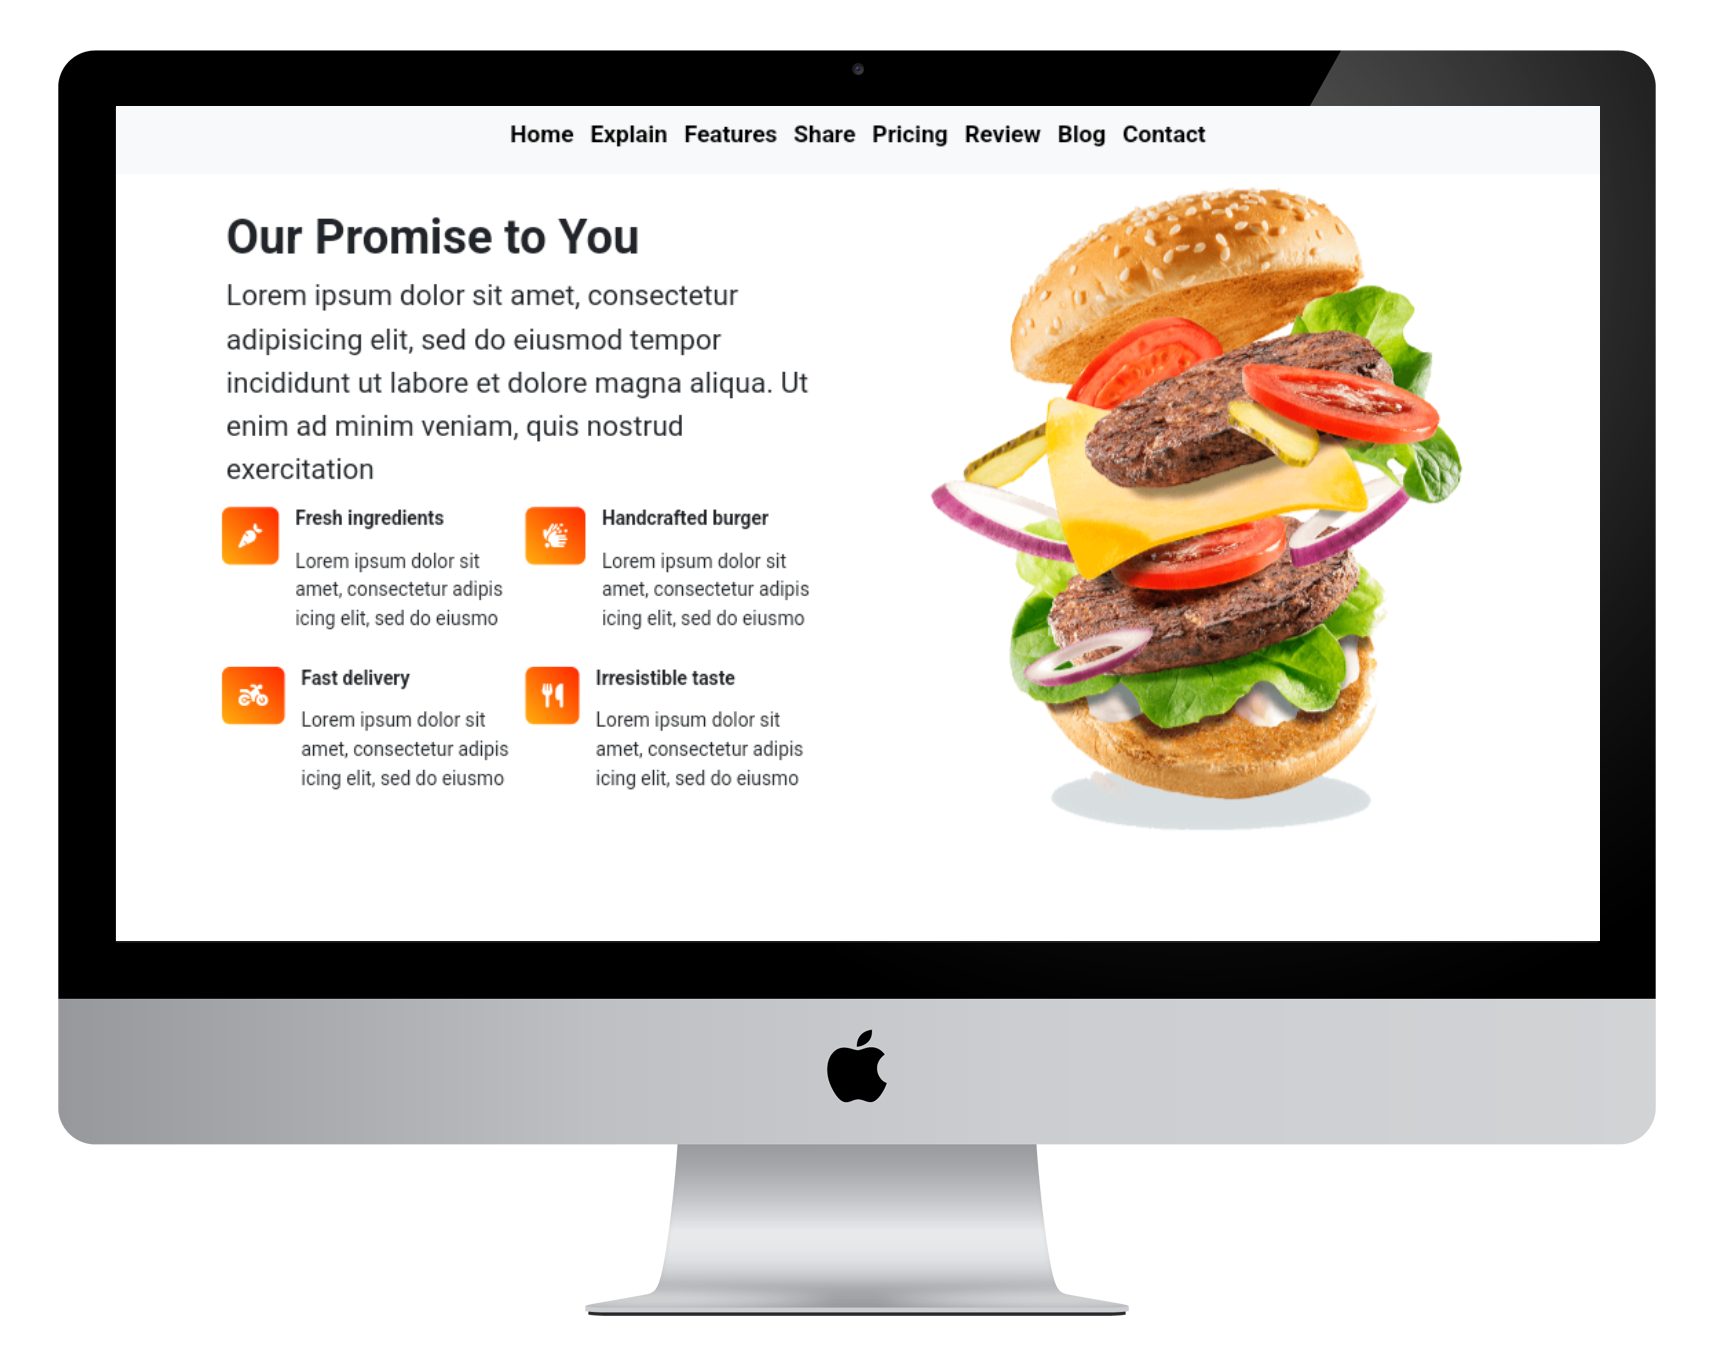 Home Explain Features Share Pricing Review Blog Contact
Our Promise to You
Lorem ipsum dolor sit amet, consectetur
adipisicing elit, sed do eiusmod tempor
incididunt ut labore et dolore magna aliqua. Ut
enim ad minim veniam, quis nostrud
exercitation
Fresh ingredients
Lorem ipsum dolor sit
amet, consectetur adipis
icing elit, sed do eiusmo
Handcrafted burger
Lorem ipsum dolor sit
amet, consectetur adipis
icing elit, sed do eiusmo
Fast delivery
Lorem ipsum dolor sit
amet, consectetur adipis
icing elit, sed do eiusmo
Irresistible taste
Lorem ipsum dolor sit
amet, consectetur adipis
icing elit, sed do eiusmo